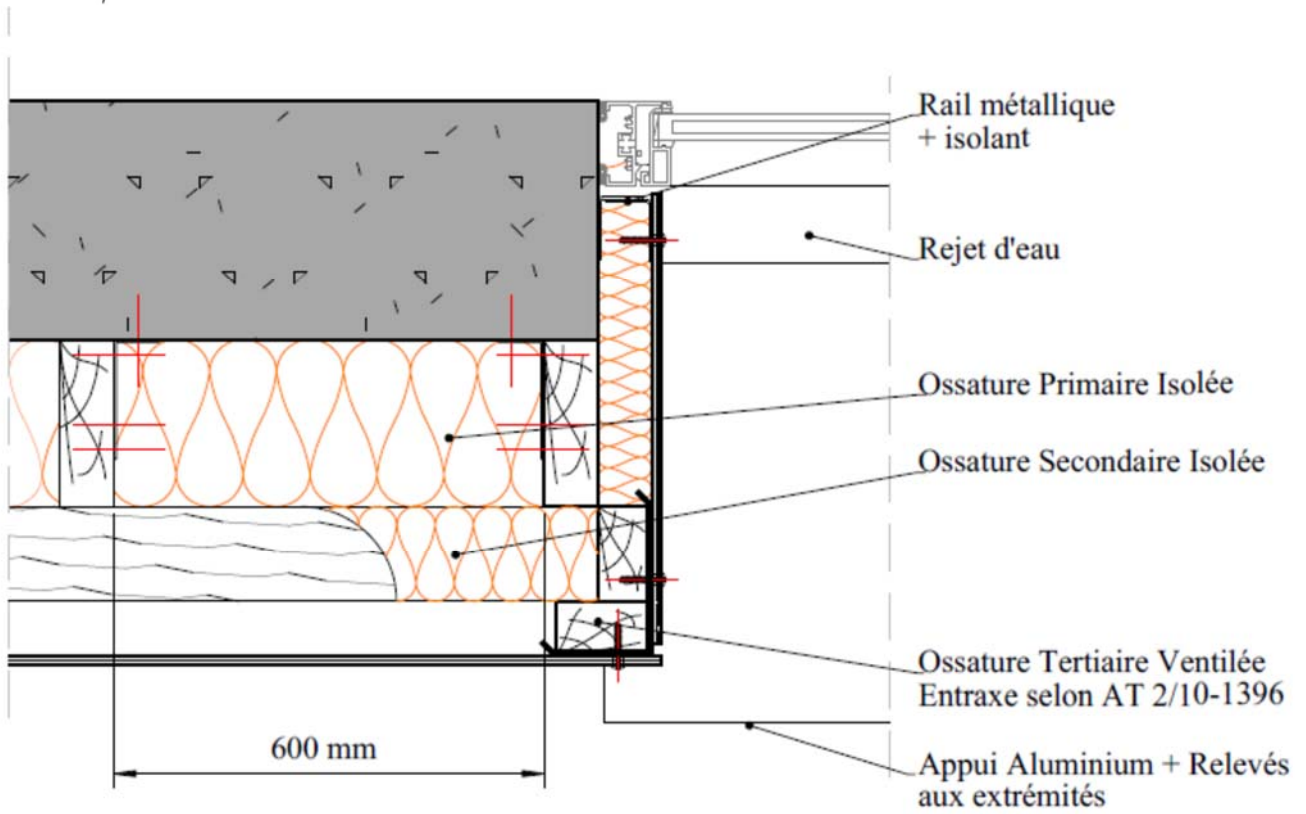 Rail métallique
+ isolant
Rejet d'eau
Ossature Primaire Isolée
Ossature Secondaire Isolée
Ossature Tertiaire Ventilée
Entraxe selon AT 2/10-1396
600 mm
Appui Aluminium + Relevés
aux extrémités